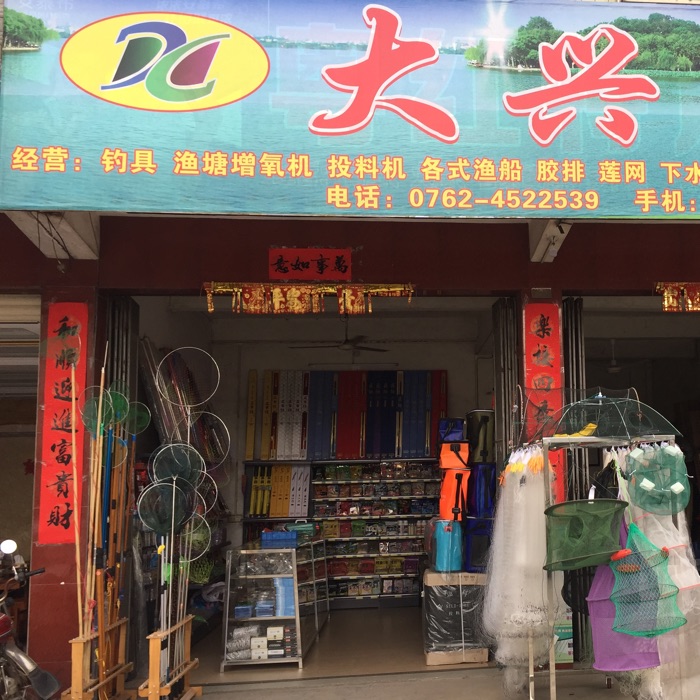 大兴
经营: 钓具 渔塘增氧机 投料机 各式渔船 胶排 莲网 下水
电话: 0762-4522539 手机:
意如事萬
和順迎進富貴財
樂